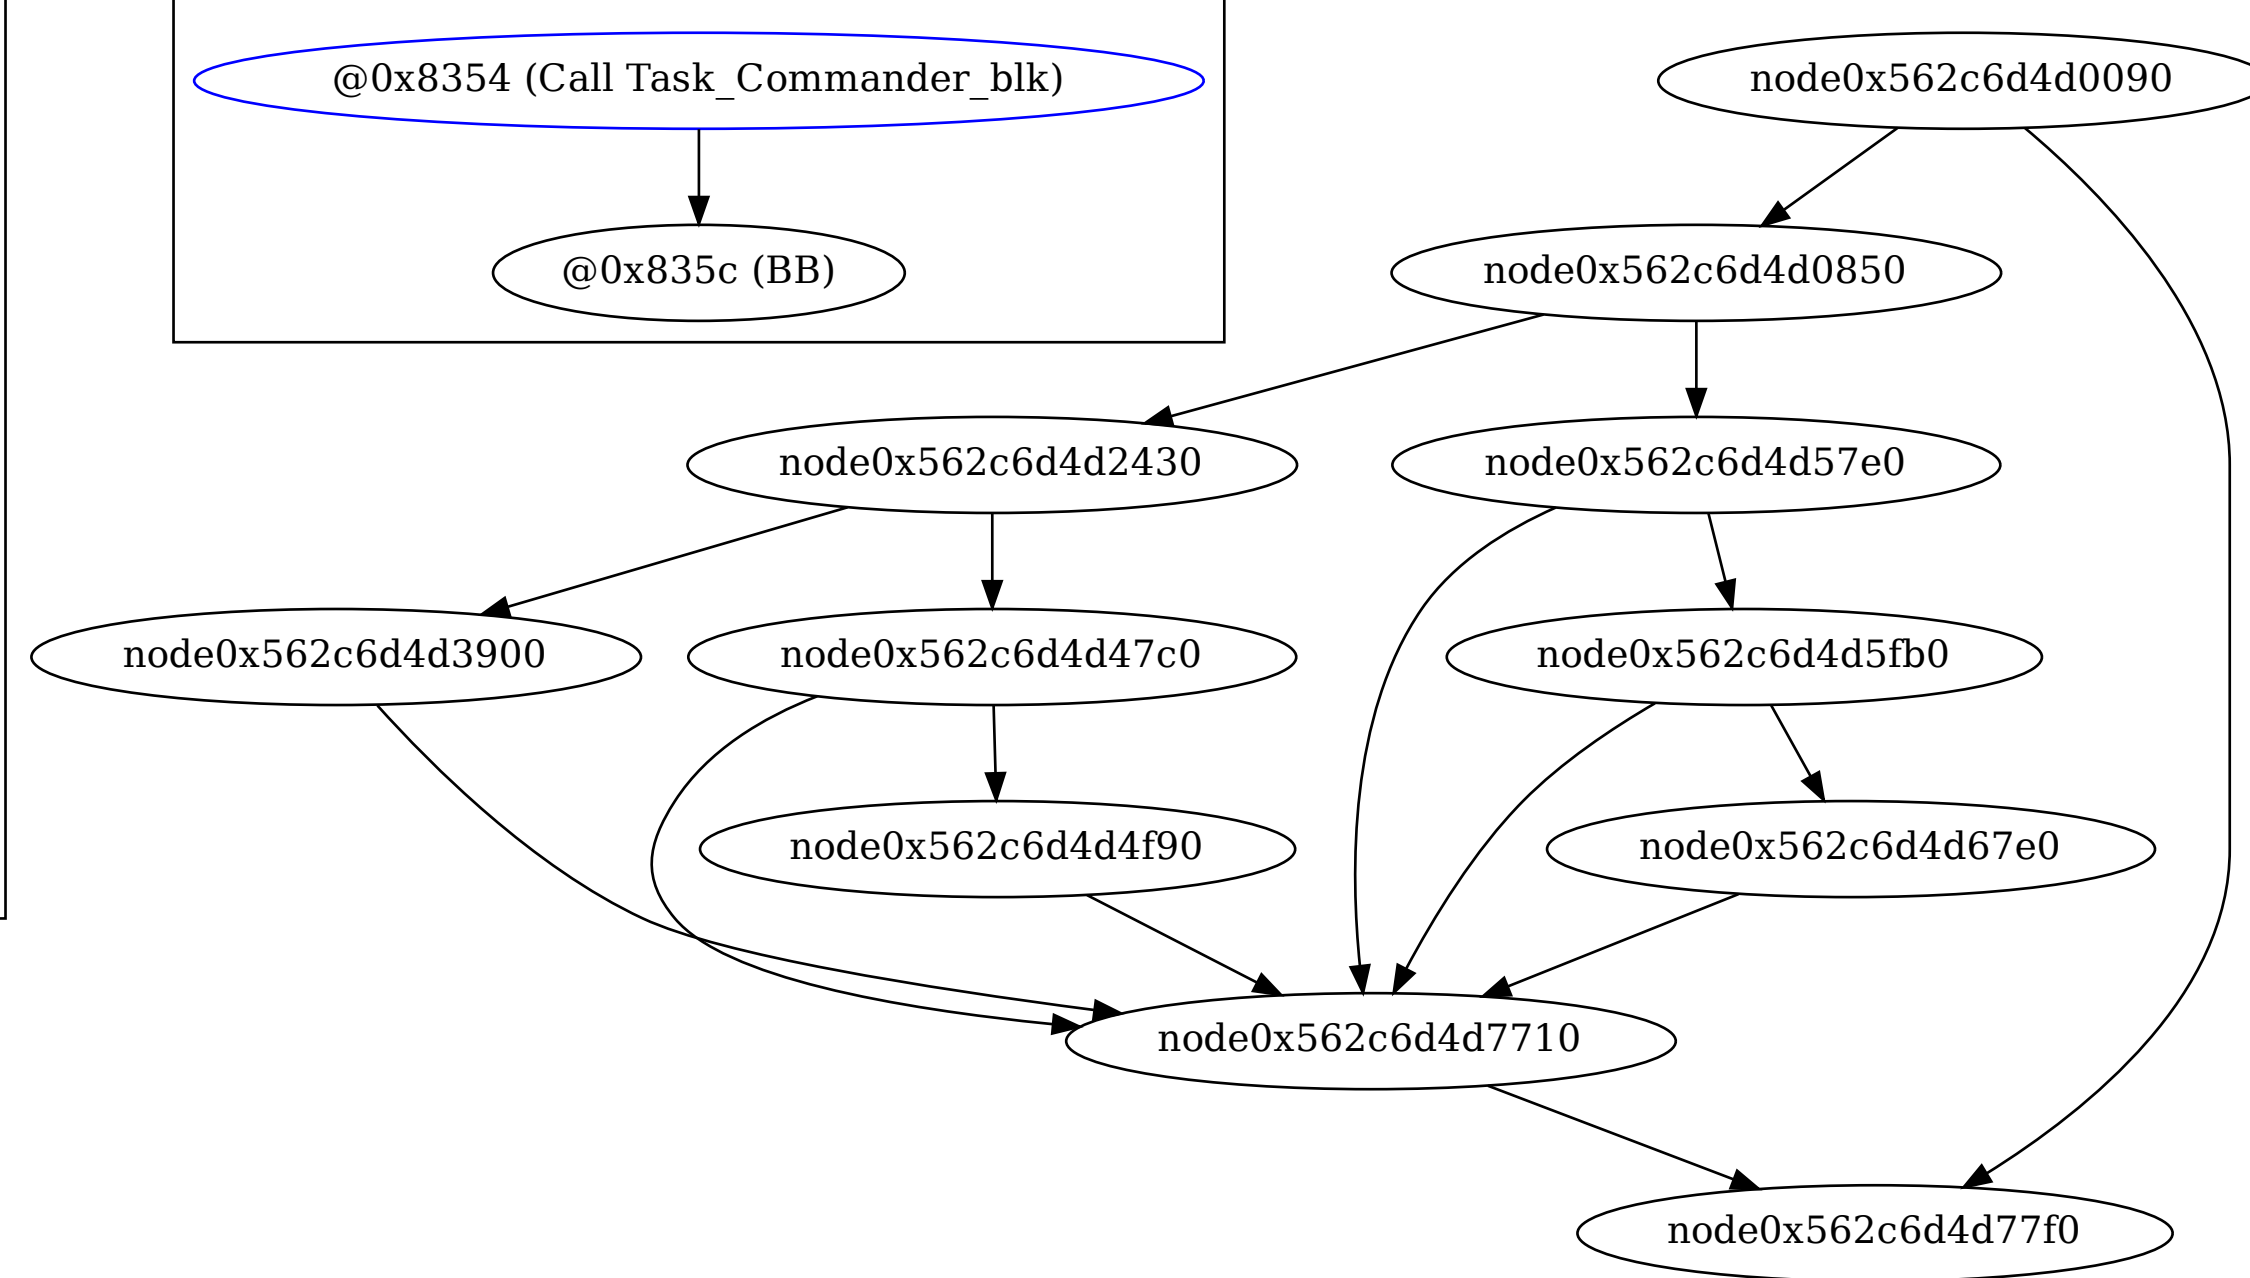 @0x8354 (Call Task_Commander_blk)
node0x562c6d4d0090
@0x835c (BB)
node0x562c6d4d0850
node0x562c6d4d2430
node0x562c6d4d57e0
node0x562c6d4d3900
node0x562c6d4d47c0
node0x562c6d4d5fb0
node0x562c6d4d4f90
node0x562c6d4d67e0
node0x562c6d4d7710
node0x562c6d4d77f0